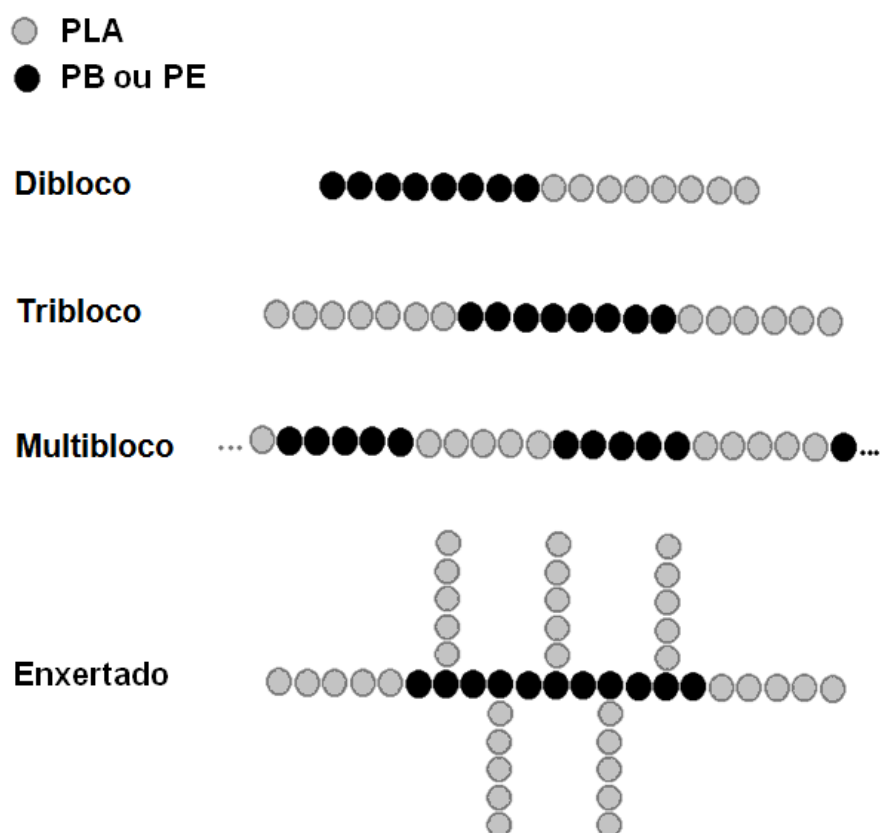 PLA
PB ou PE
Dibloco
Tribloco
Multibloco ... ...
Enxertado